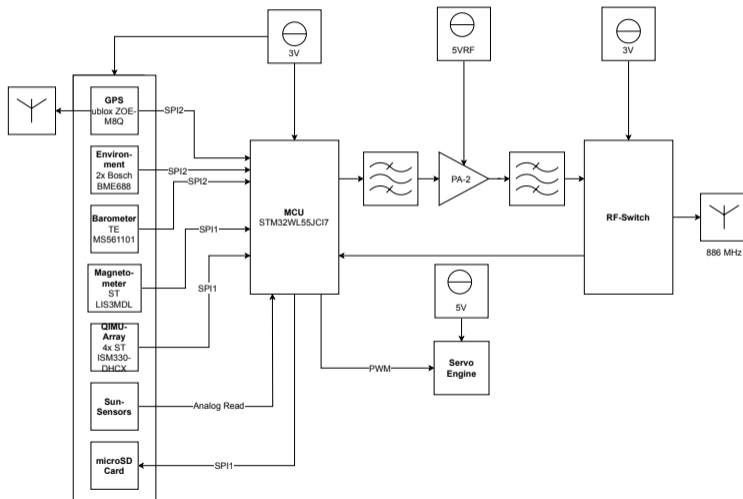 3V
5VRF
3V
GPS
ublox ZOE-
M8Q
SPI2
Environ-
ment
2x Bosch
BME688
SPI2
SPI2
Barometer
TE
MS561101
MCU
STM32WL55JCI7
PA-2
RF-Switch
886 MHz
SPI1
Magneto-
meter
ST
LIS3MDL
SPI1
5V
QIMU-
Array
4x ST
ISM330-
DHCX
PWM
Servo
Engine
Sun-
Sensors
Analog Read
microSD
Card
SPI1